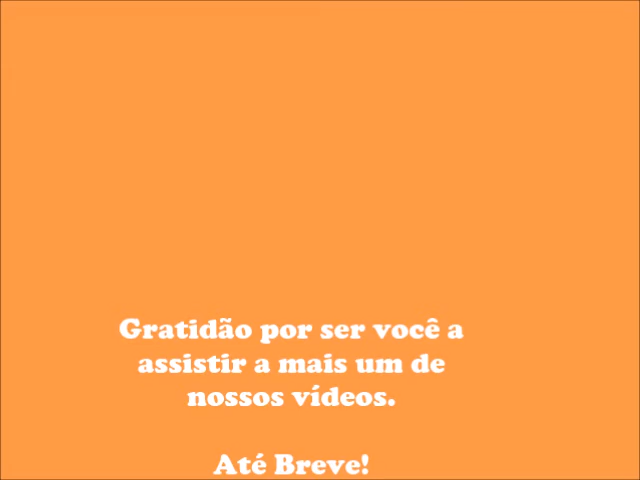 Gratidão por ser você a
assistir a mais um de
nossos vídeos.
Até Breve!